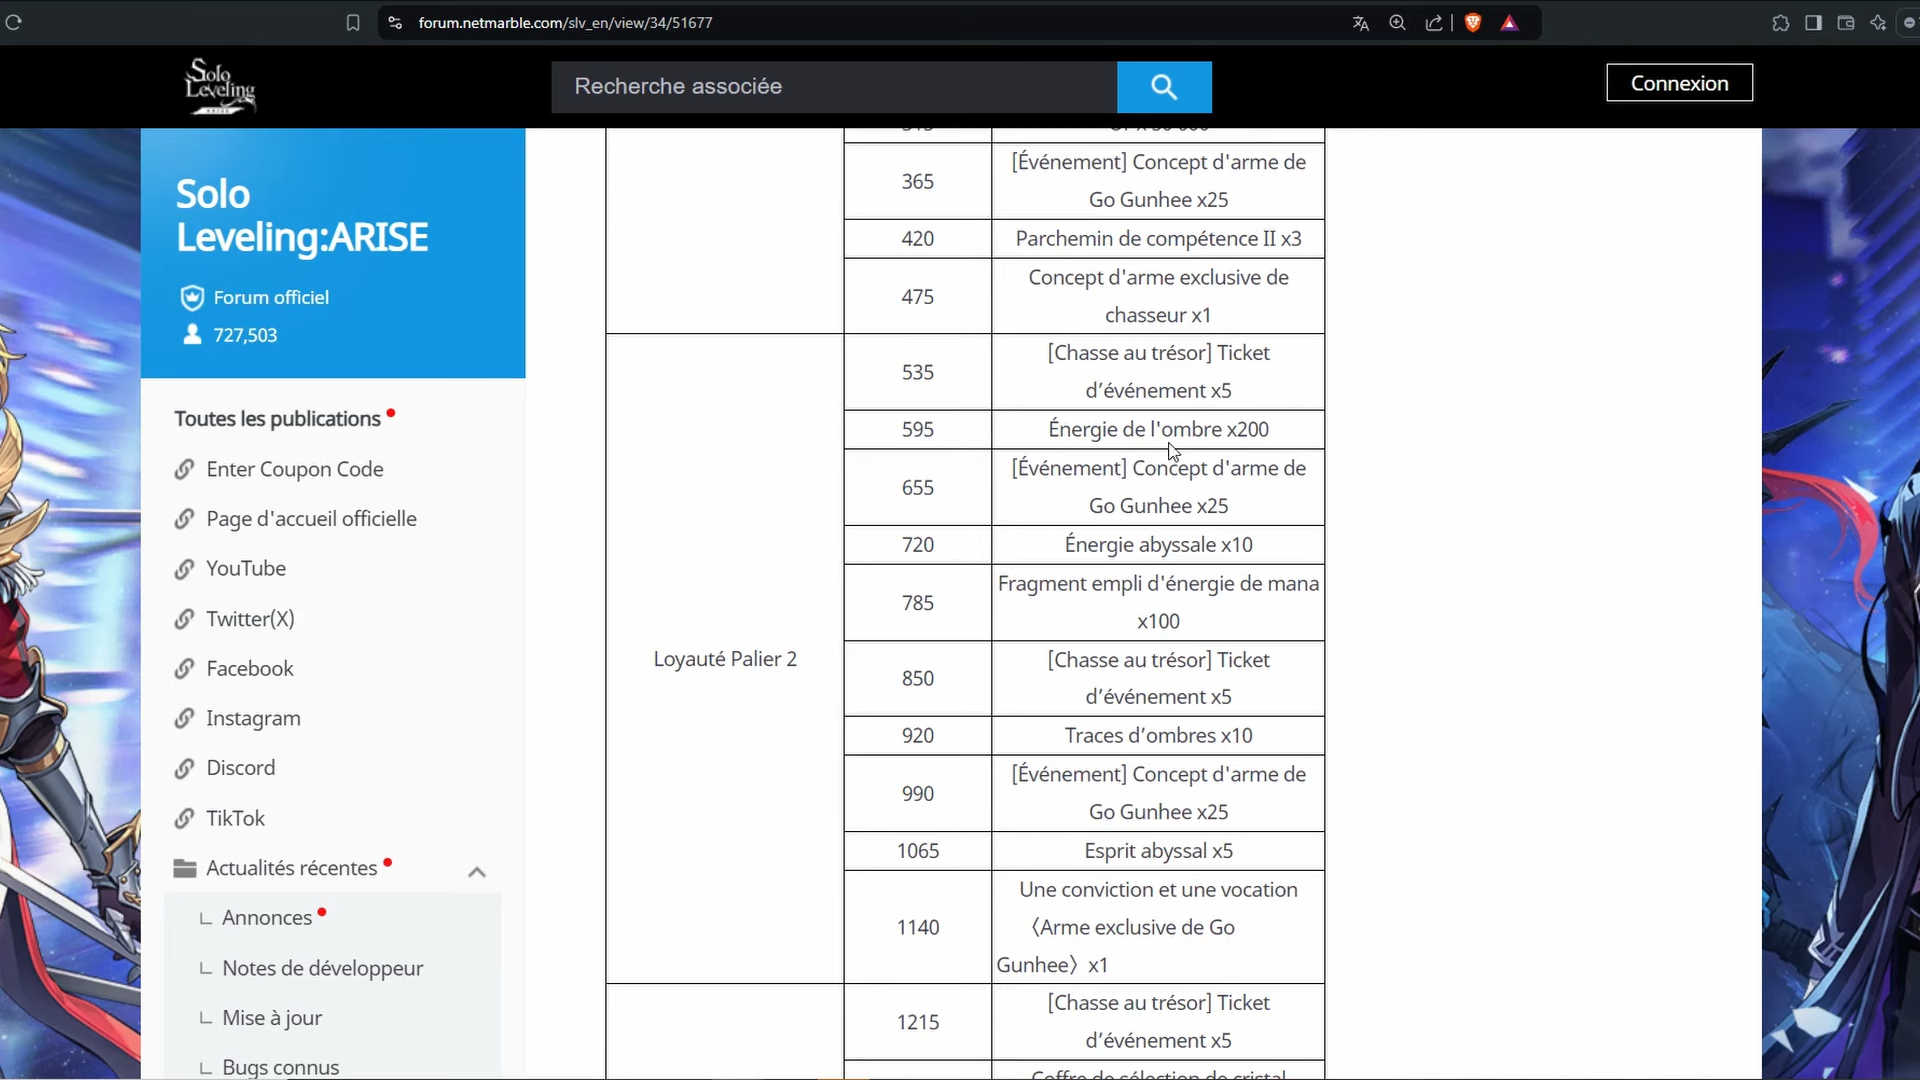 forum.netmarble.com/slv_en/view/34/51677
Solo
Leveling
ARISE
Recherche associée
Connexion
Solo
Leveling:ARISE
Forum officiel
727,503
Toutes les publications
Enter Coupon Code
Page d'accueil officielle
YouTube
Twitter(X)
Facebook
Instagram
Discord
TikTok
Actualités récentes
Annonces
Notes de développeur
Mise à jour
Bugs connus
365
[Événement] Concept d'arme de
Go Gunhee x25
420
Parchemin de compétence II x3
475
Concept d'arme exclusive de
chasseur x1
Loyauté Palier 2
535
[Chasse au trésor] Ticket
d’événement x5
595
Énergie de l'ombre x200
655
[Événement] Concept d'arme de
Go Gunhee x25
720
Énergie abyssale x10
785
Fragment empli d'énergie de mana
x100
850
[Chasse au trésor] Ticket
d’événement x5
920
Traces d’ombres x10
990
[Événement] Concept d'arme de
Go Gunhee x25
1065
Esprit abyssal x5
1140
Une conviction et une vocation
〈Arme exclusive de Go
Gunhee〉x1
1215
[Chasse au trésor] Ticket
d’événement x5
Coffre de sélection de cristal